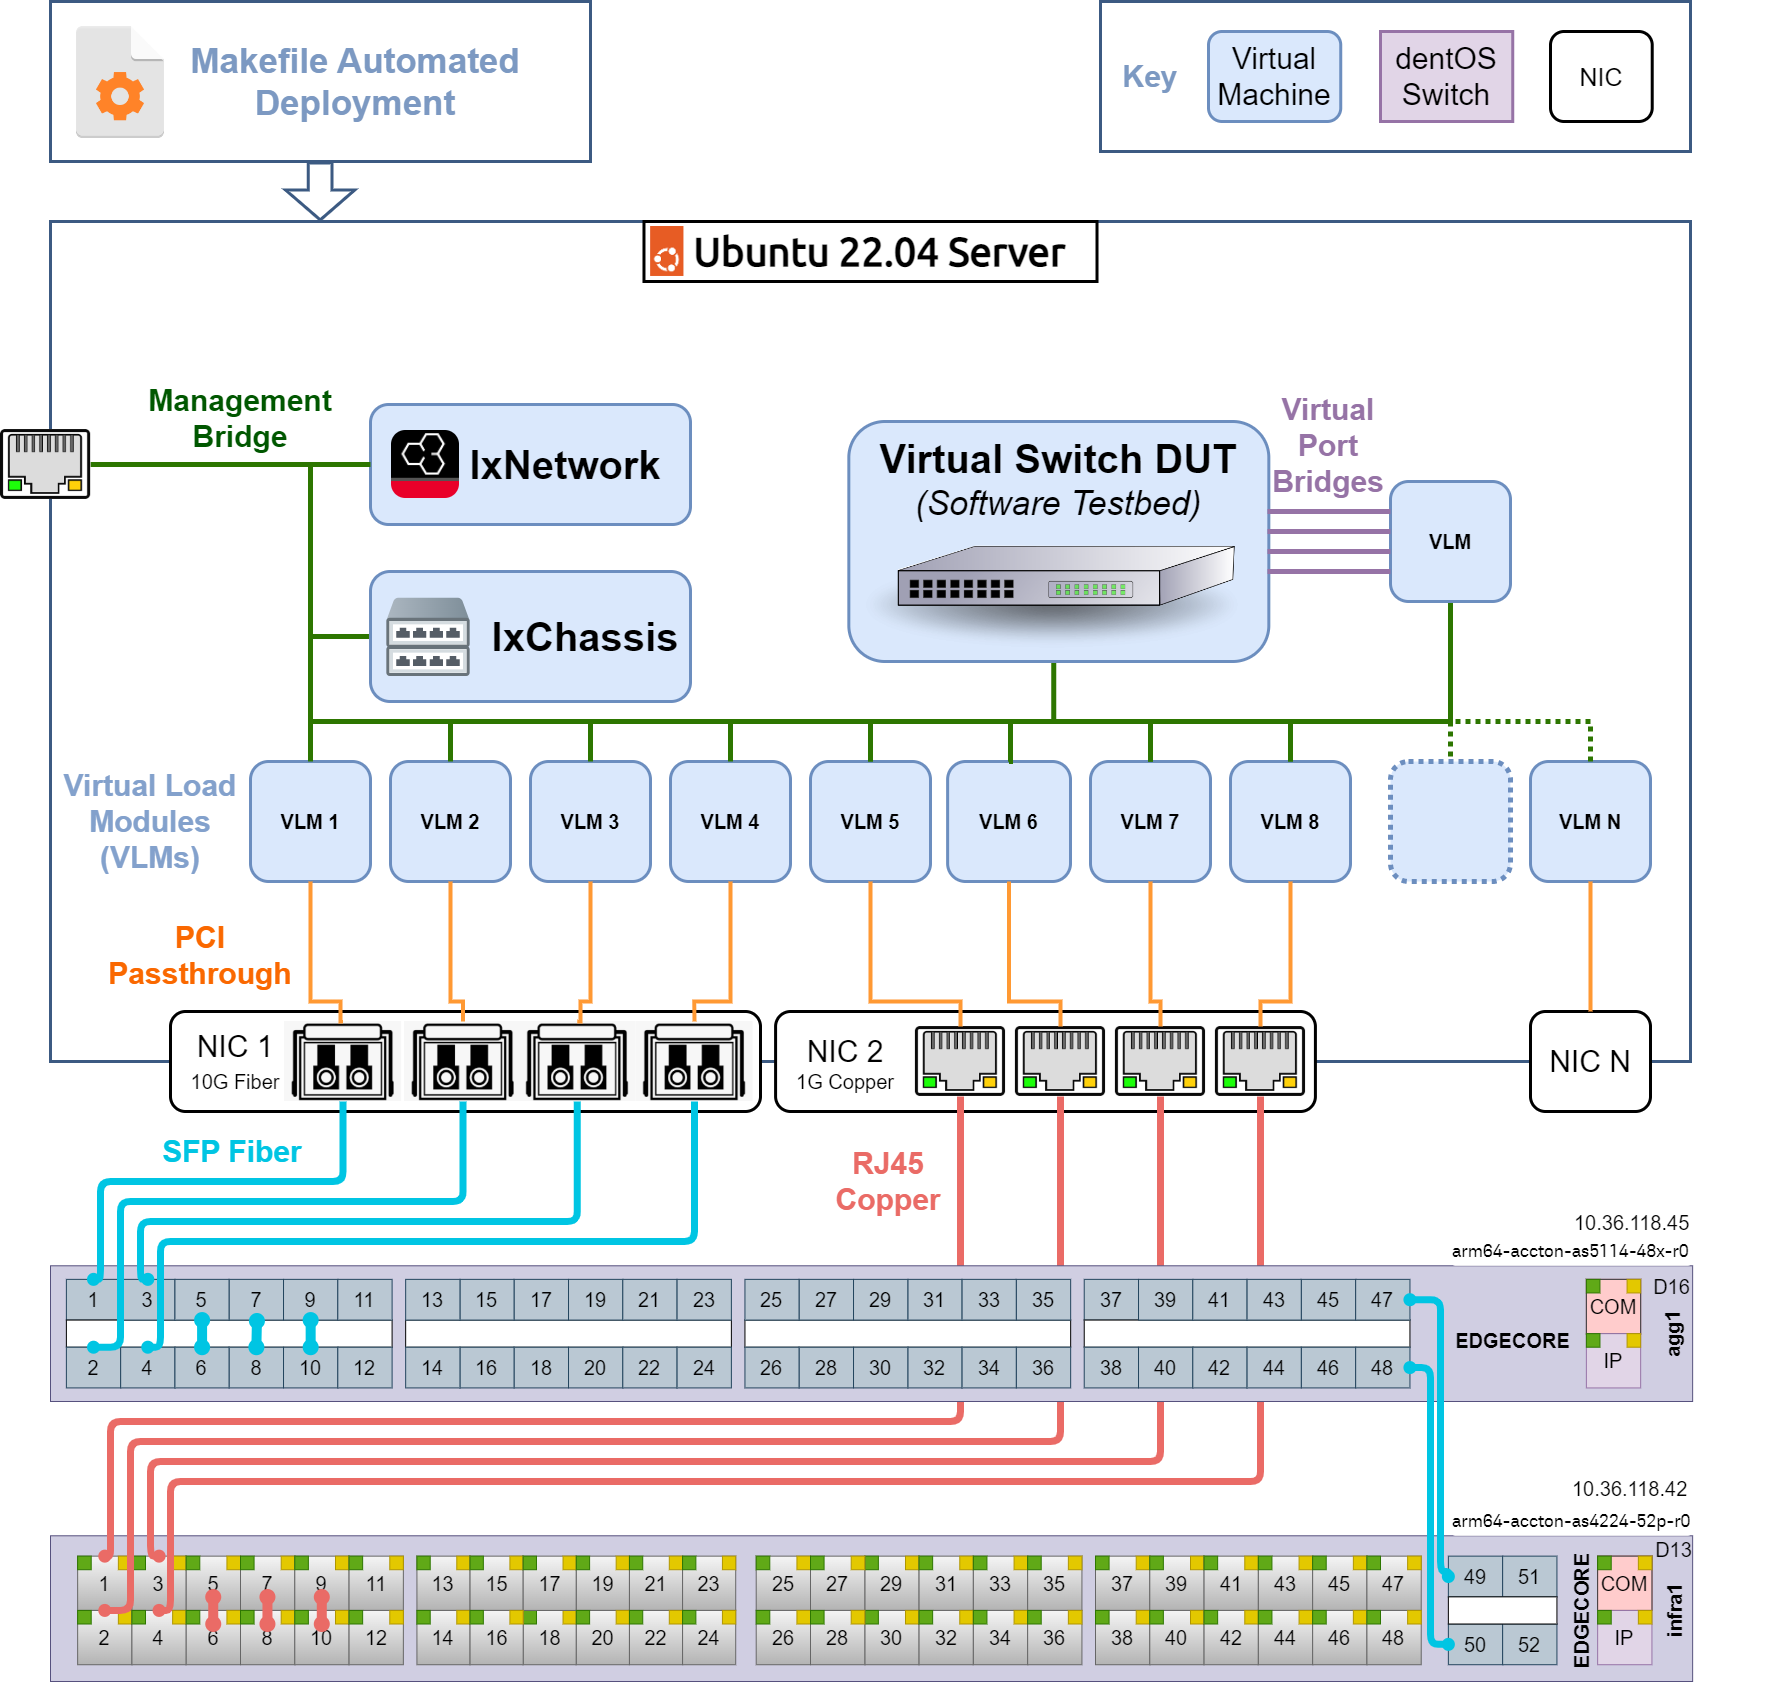 Makefile Automated
Deployment
Key
Virtual
Machine
dentOS
Switch
NIC
Ubuntu 22.04 Server
Management
Bridge
IxNetwork
IxChassis
Virtual Switch DUT
(Software Testbed)
Virtual
Port
Bridges
VLM
Virtual Load
Modules
(VLMs)
VLM 1
VLM 2
VLM 3
VLM 4
VLM 5
VLM 6
VLM 7
VLM 8
VLM N
PCI
Passthrough
NIC 1
10G Fiber
NIC 2
1G Copper
NIC N
SFP Fiber
RJ45
Copper
10.36.118.45
arm64-accton-as5114-48x-r0
1 3 5 7 9 11 13 15 17 19 21 23 25 27 29 31 33 35 37 39 41 43 45 47
2 4 6 8 10 12 14 16 18 20 22 24 26 28 30 32 34 36 38 40 42 44 46 48
EDGECORE
COM
IP
D16
agg1
10.36.118.42
arm64-accton-as4224-52p-r0
1 3 5 7 9 11 13 15 17 19 21 23 25 27 29 31 33 35 37 39 41 43 45 47 49 51
2 4 6 8 10 12 14 16 18 20 22 24 26 28 30 32 34 36 38 40 42 44 46 48 50 52
EDGECORE
COM
IP
D13
infra1